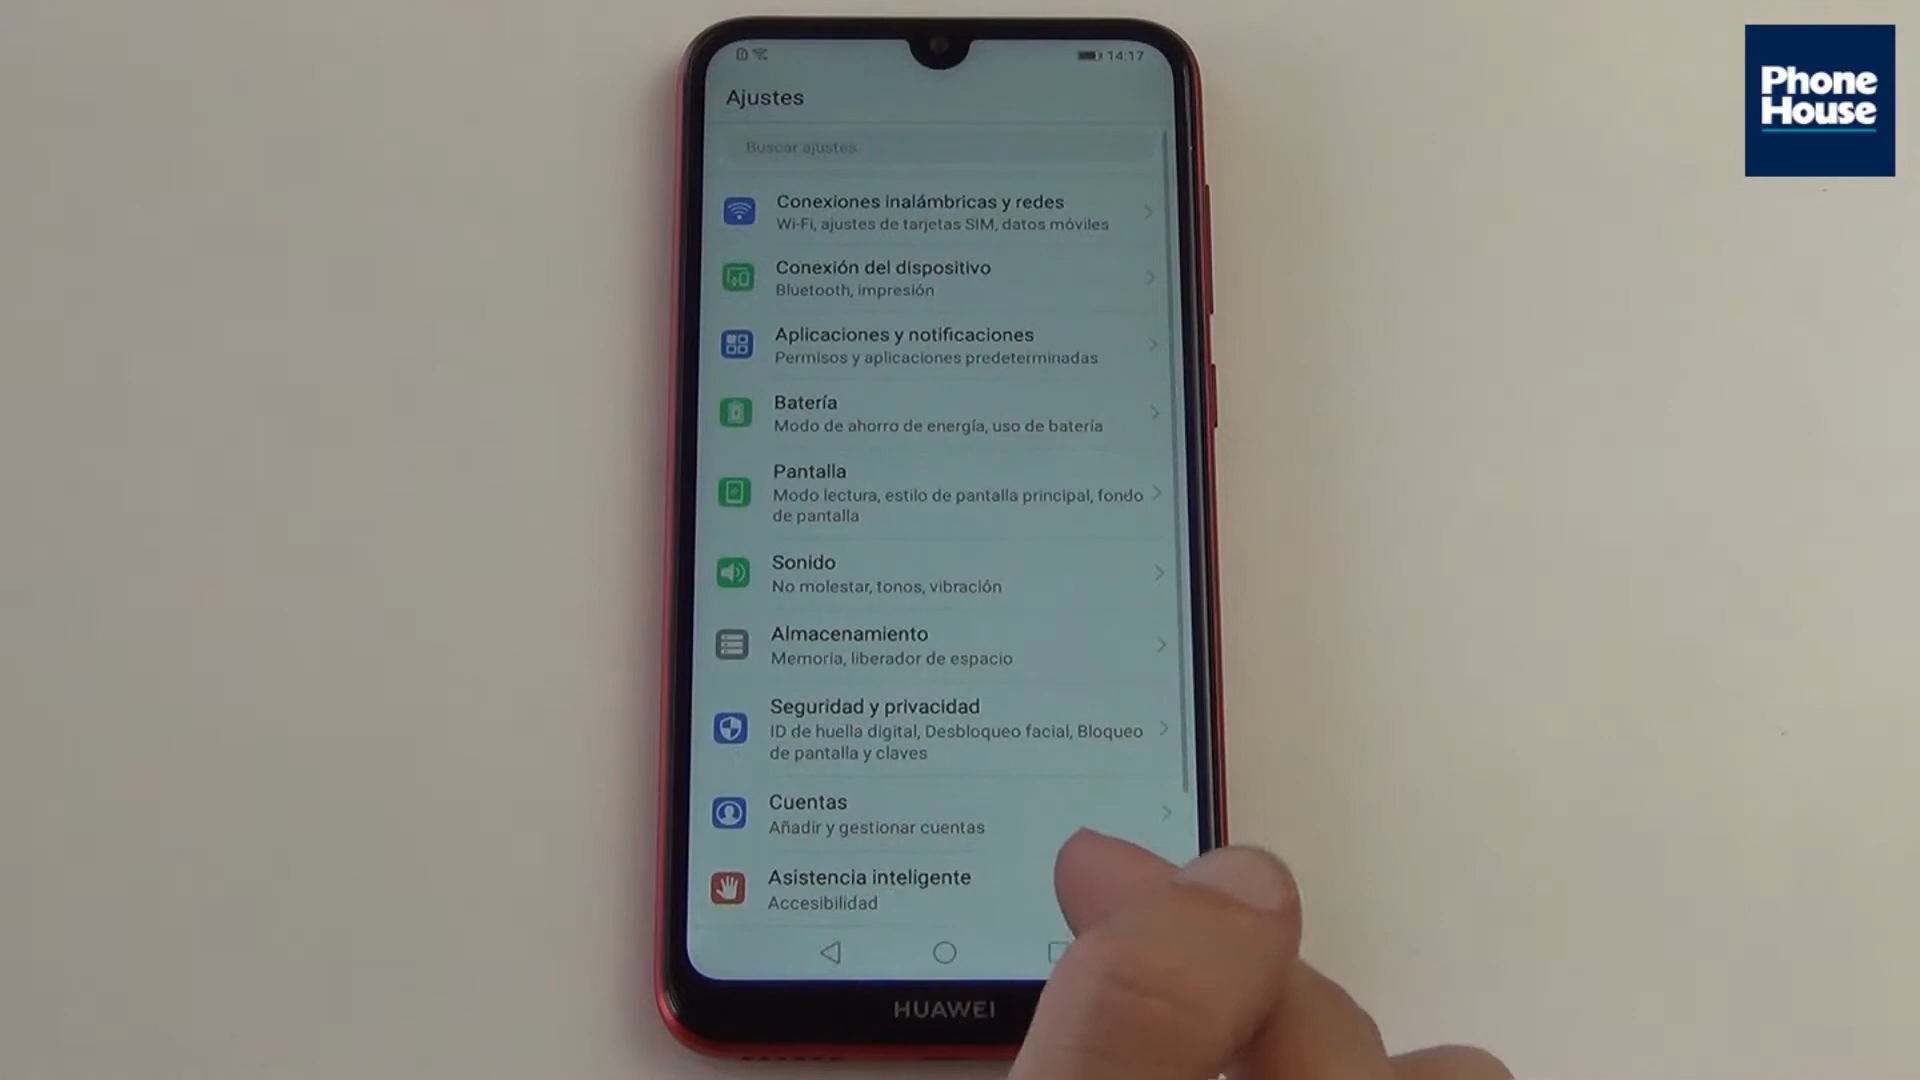 14:17
Ajustes
Buscar ajustes
Conexiones inalámbricas y redes
Wi-Fi, ajustes de tarjetas SIM, datos móviles
Conexión del dispositivo
Bluetooth, impresión
Aplicaciones y notificaciones
Permisos y aplicaciones predeterminadas
Batería
Modo de ahorro de energía, uso de batería
Pantalla
Modo lectura, estilo de pantalla principal, fondo
de pantalla
Sonido
No molestar, tonos, vibración
Almacenamiento
Memoria, liberador de espacio
Seguridad y privacidad
ID de huella digital, Desbloqueo facial, Bloqueo
de pantalla y claves
Cuentas
Añadir y gestionar cuentas
Asistencia inteligente
Accesibilidad
HUAWEI
Phone
House